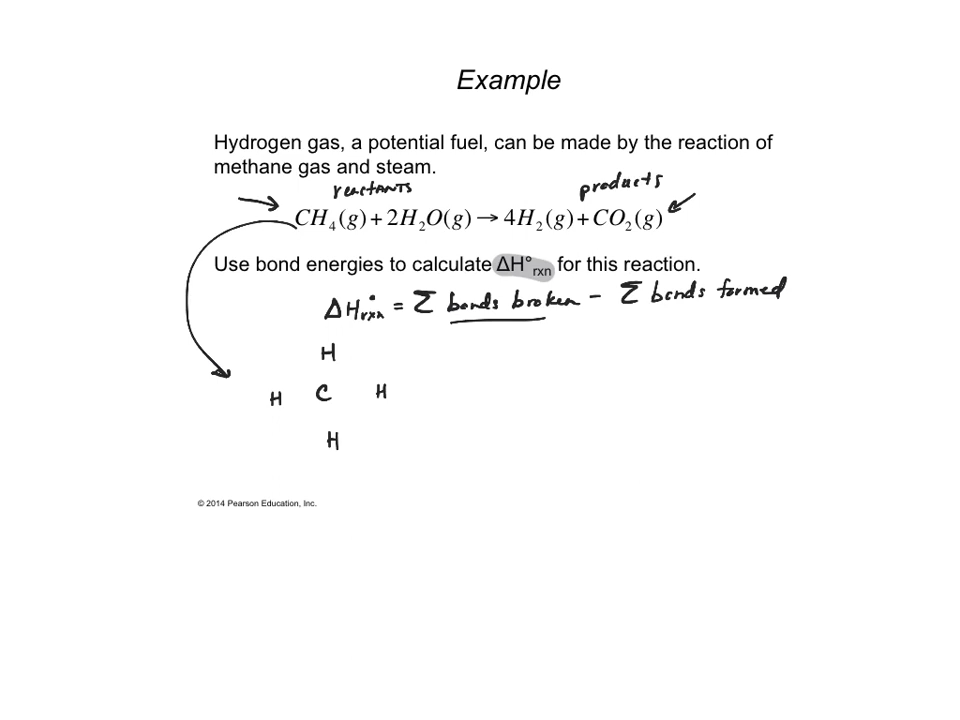 Example
Hydrogen gas, a potential fuel, can be made by the reaction of
methane gas and steam.
reactants products
CH₄(g) + 2H₂O(g) → 4H₂(g) + CO₂(g)
Use bond energies to calculate ΔH°rxn for this reaction.
ΔH°rxn = Σ bonds broken - Σ bonds formed
H
H C H
H
© 2014 Pearson Education, Inc.